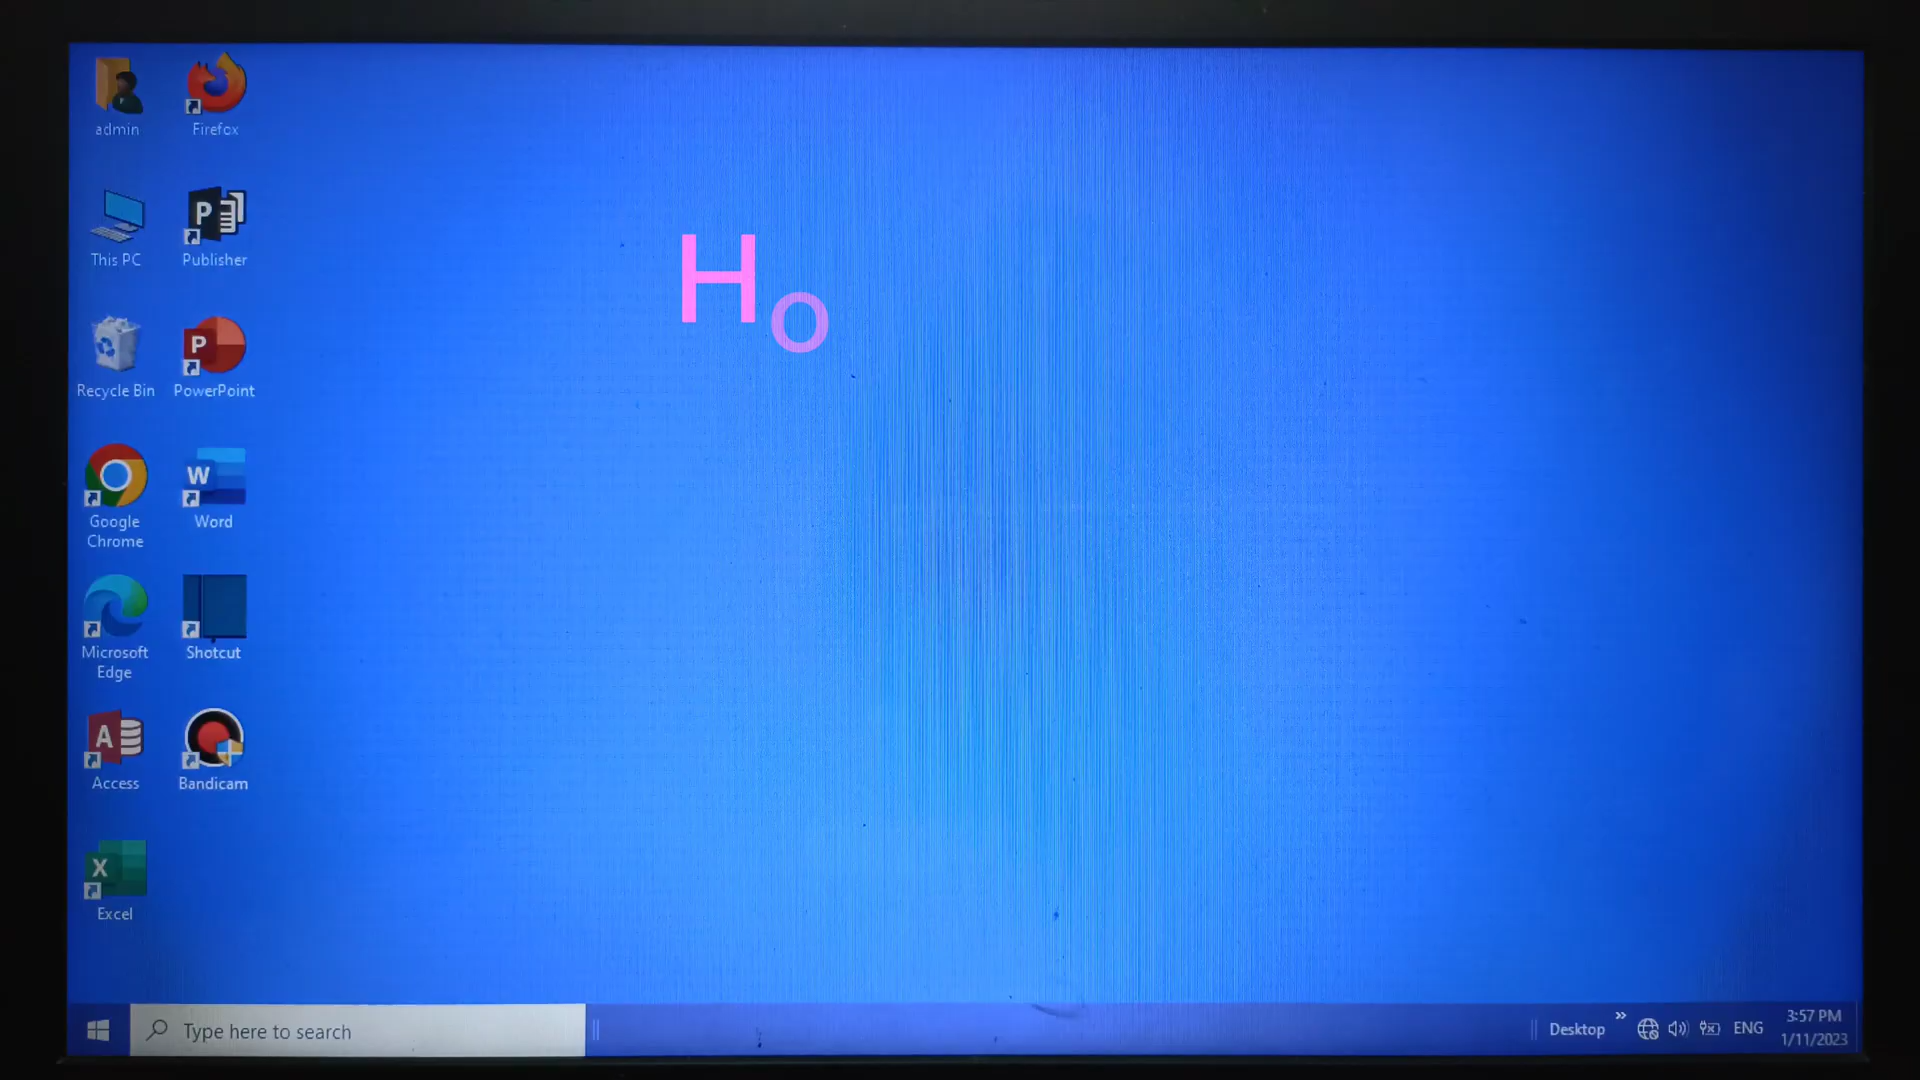 admin Firefox
This PC Publisher
Recycle Bin PowerPoint
Google Chrome Word
Microsoft Edge Shotcut
Access Bandicam
Excel
Ho
Type here to search
Desktop ENG 3:57 PM
1/11/2023